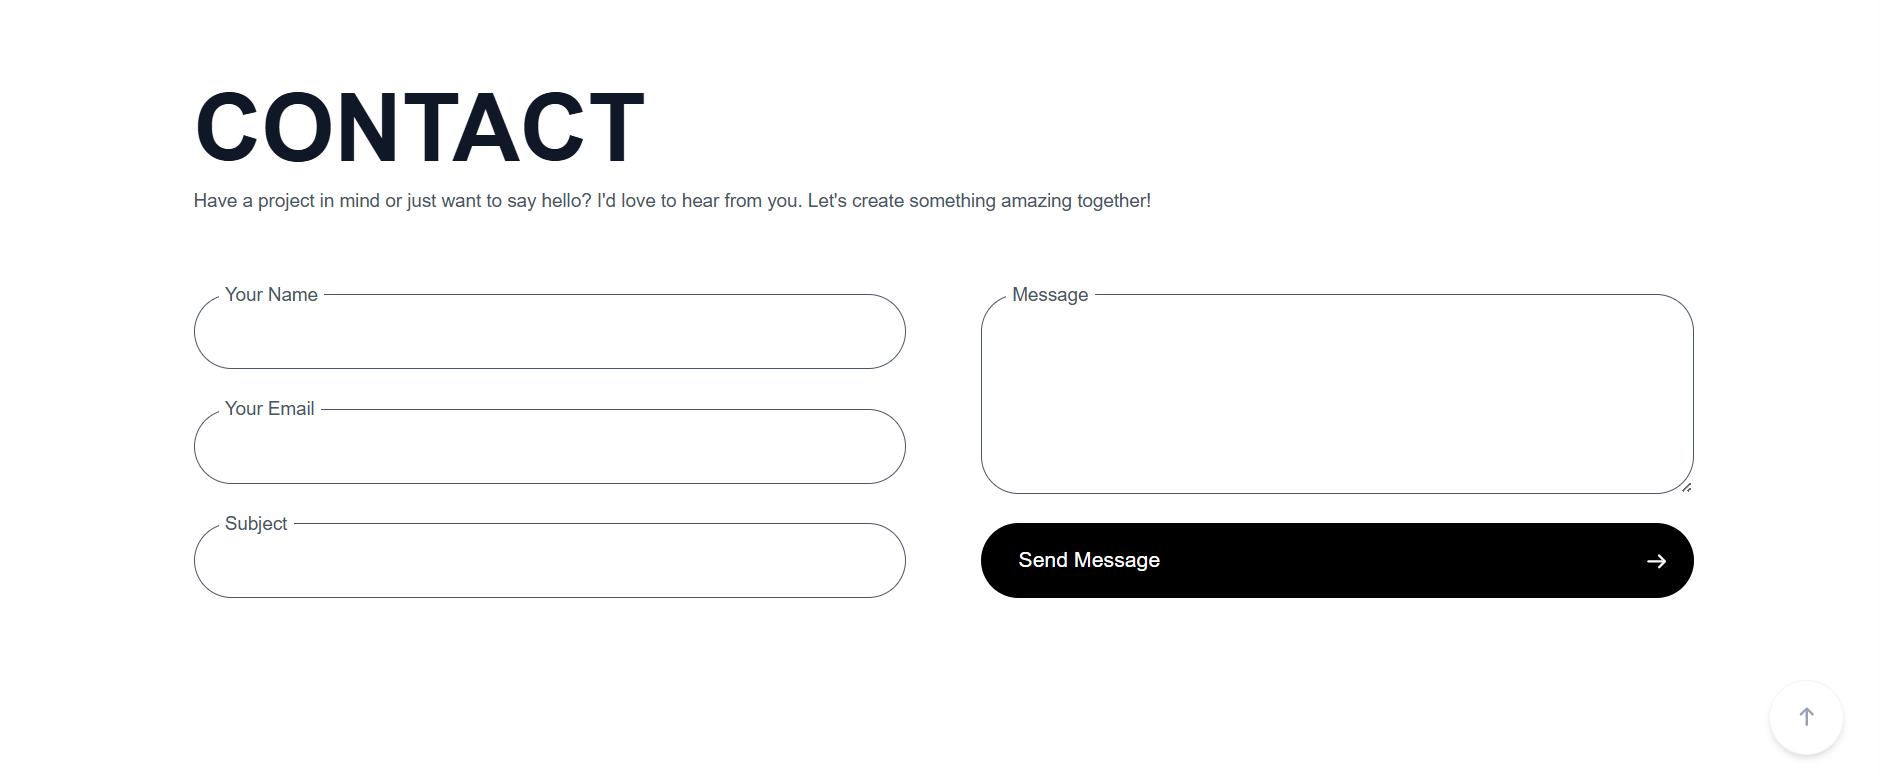 CONTACT
Have a project in mind or just want to say hello? I'd love to hear from you. Let's create something amazing together!
Your Name
Your Email
Subject
Message
Send Message